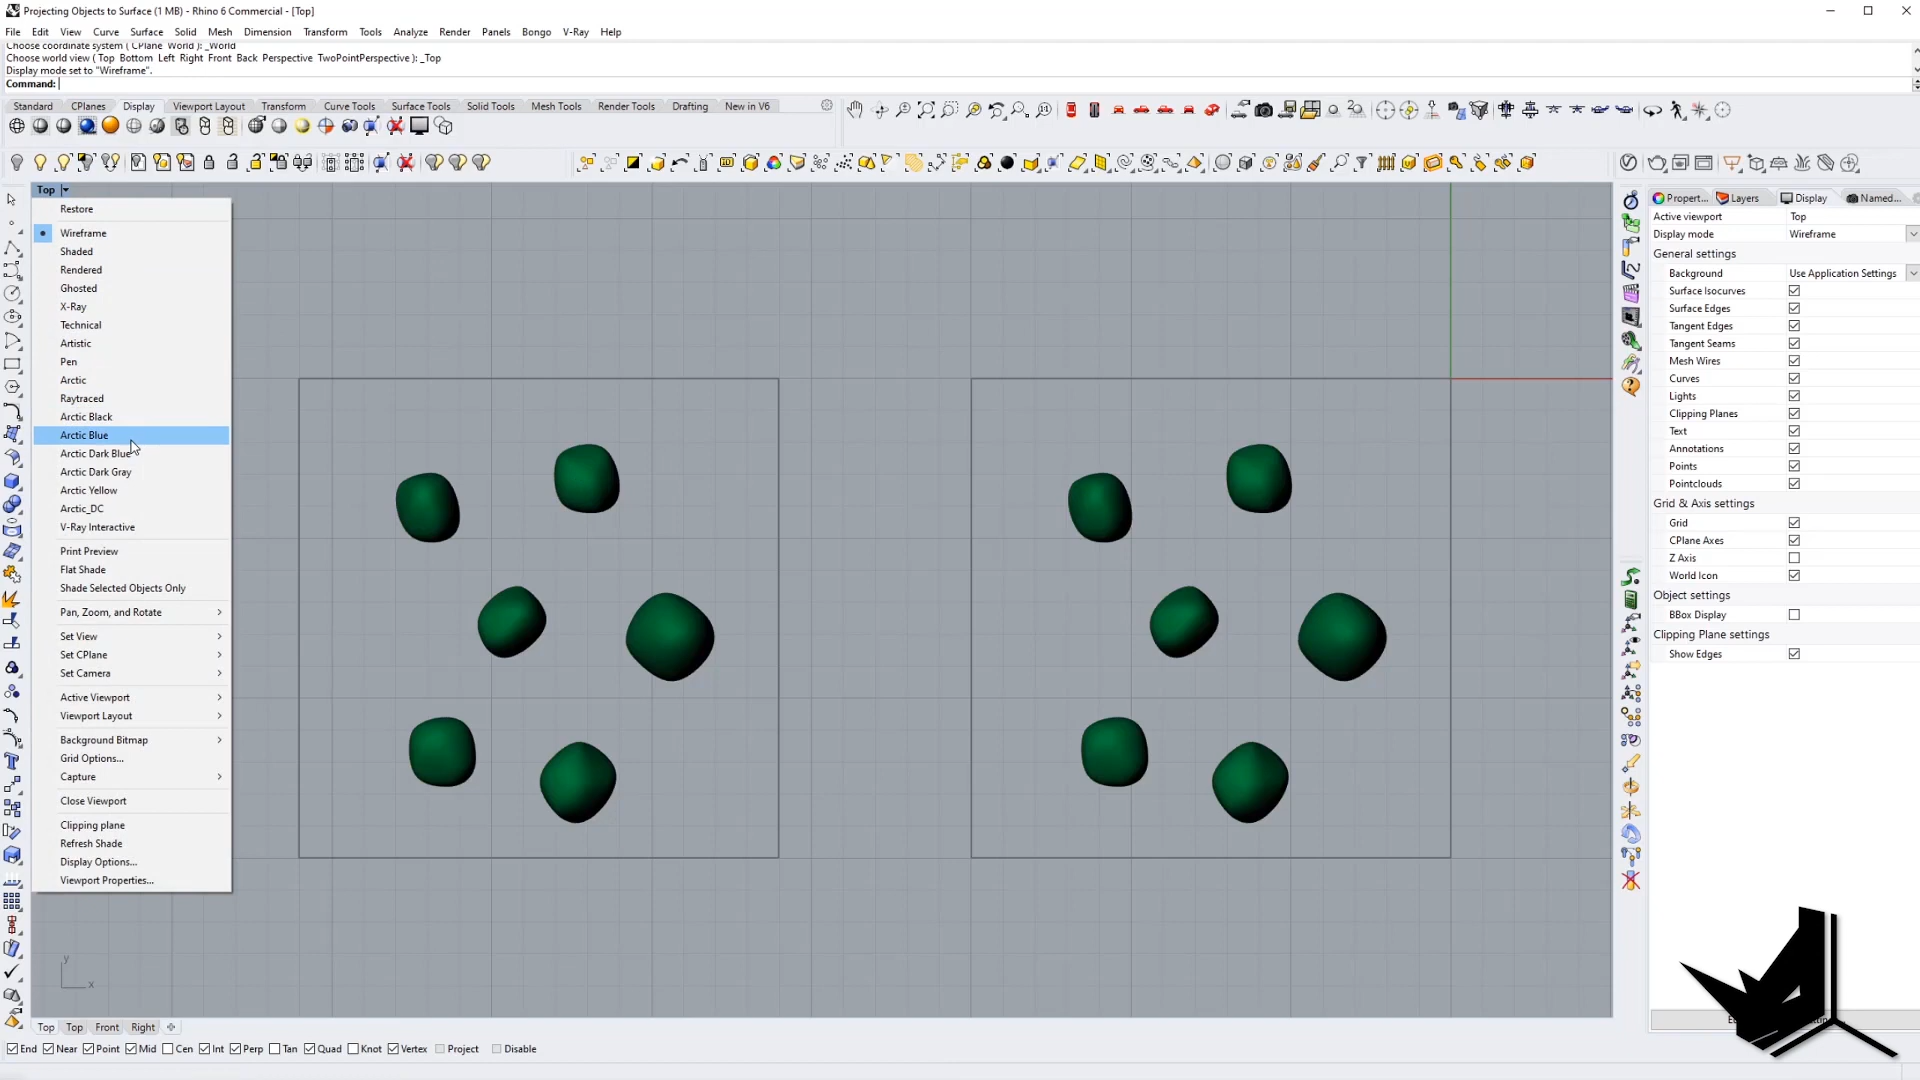 Projecting Objects to Surface (1 MB) - Rhino 6 Commercial - [Top]
File Edit View Curve Surface Solid Mesh Dimension Transform Tools Analyze Render Panels Bongo V-Ray Help
Choose coordinate system ( CPlane World ): _World
Choose world view ( Top Bottom Left Right Front Back Perspective TwoPointPerspective ): _Top
Display mode set to "Wireframe".
Command:
Standard CPlanes Display Viewport Layout Transform Curve Tools Surface Tools Solid Tools Mesh Tools Render Tools Drafting New in V6
Top
Restore
Wireframe
Shaded
Rendered
Ghosted
X-Ray
Technical
Artistic
Pen
Arctic
Raytraced
Arctic Black
Arctic Blue
Arctic Dark Blue
Arctic Dark Gray
Arctic Yellow
Arctic_DC
V-Ray Interactive
Print Preview
Flat Shade
Shade Selected Objects Only
Pan, Zoom, and Rotate
Set View
Set CPlane
Set Camera
Active Viewport
Viewport Layout
Background Bitmap
Grid Options...
Capture
Close Viewport
Clipping plane
Refresh Shade
Display Options...
Viewport Properties...
y
x
Propert... Layers Display Named...
Active viewport Top
Display mode Wireframe
General settings
Background Use Application Settings
Surface Isocurves
Surface Edges
Tangent Edges
Tangent Seams
Mesh Wires
Curves
Lights
Clipping Planes
Text
Annotations
Points
Pointclouds
Grid & Axis settings
Grid
CPlane Axes
Z Axis
World Icon
Object settings
BBox Display
Clipping Plane settings
Show Edges
Top Top Front Right
End Near Point Mid Cen Int Perp Tan Quad Knot Vertex Project Disable